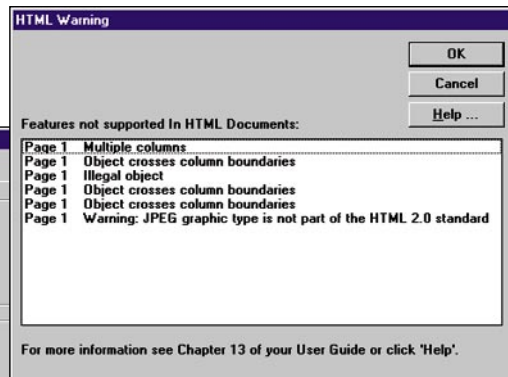 HTML Warning
OK
Cancel
Help ...
Features not supported In HTML Documents:
Page 1 Multiple columns
Page 1 Object crosses column boundaries
Page 1 Illegal object
Page 1 Object crosses column boundaries
Page 1 Object crosses column boundaries
Page 1 Warning: JPEG graphic type is not part of the HTML 2.0 standard
For more information see Chapter 13 of your User Guide or click 'Help'.